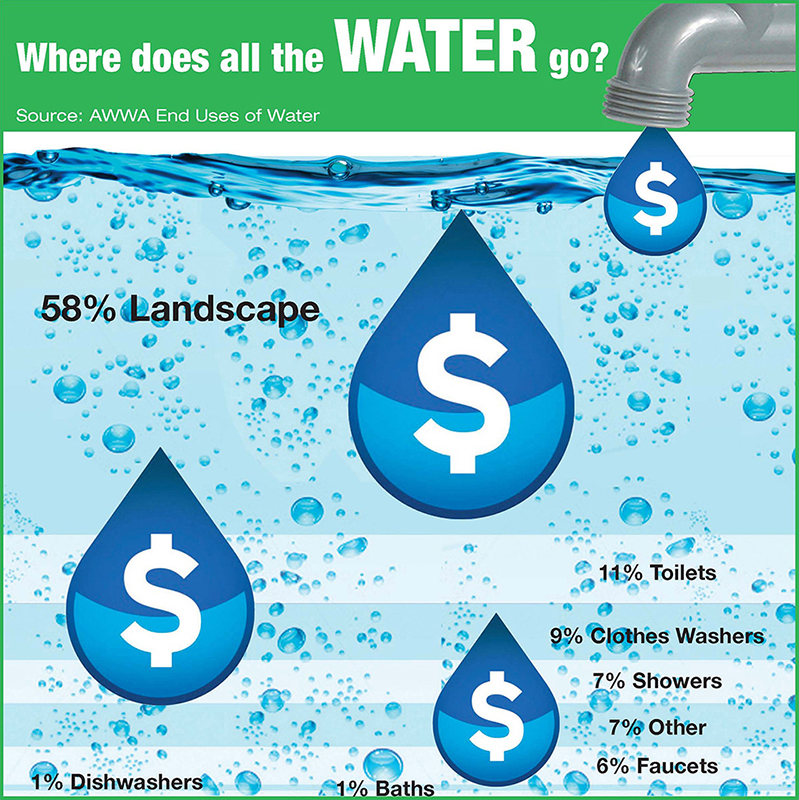 Where does all the WATER go?
Source: AWWA End Uses of Water
$
58% Landscape
$
$
11% Toilets
9% Clothes Washers
7% Showers
$
7% Other
6% Faucets
1% Dishwashers
1% Baths